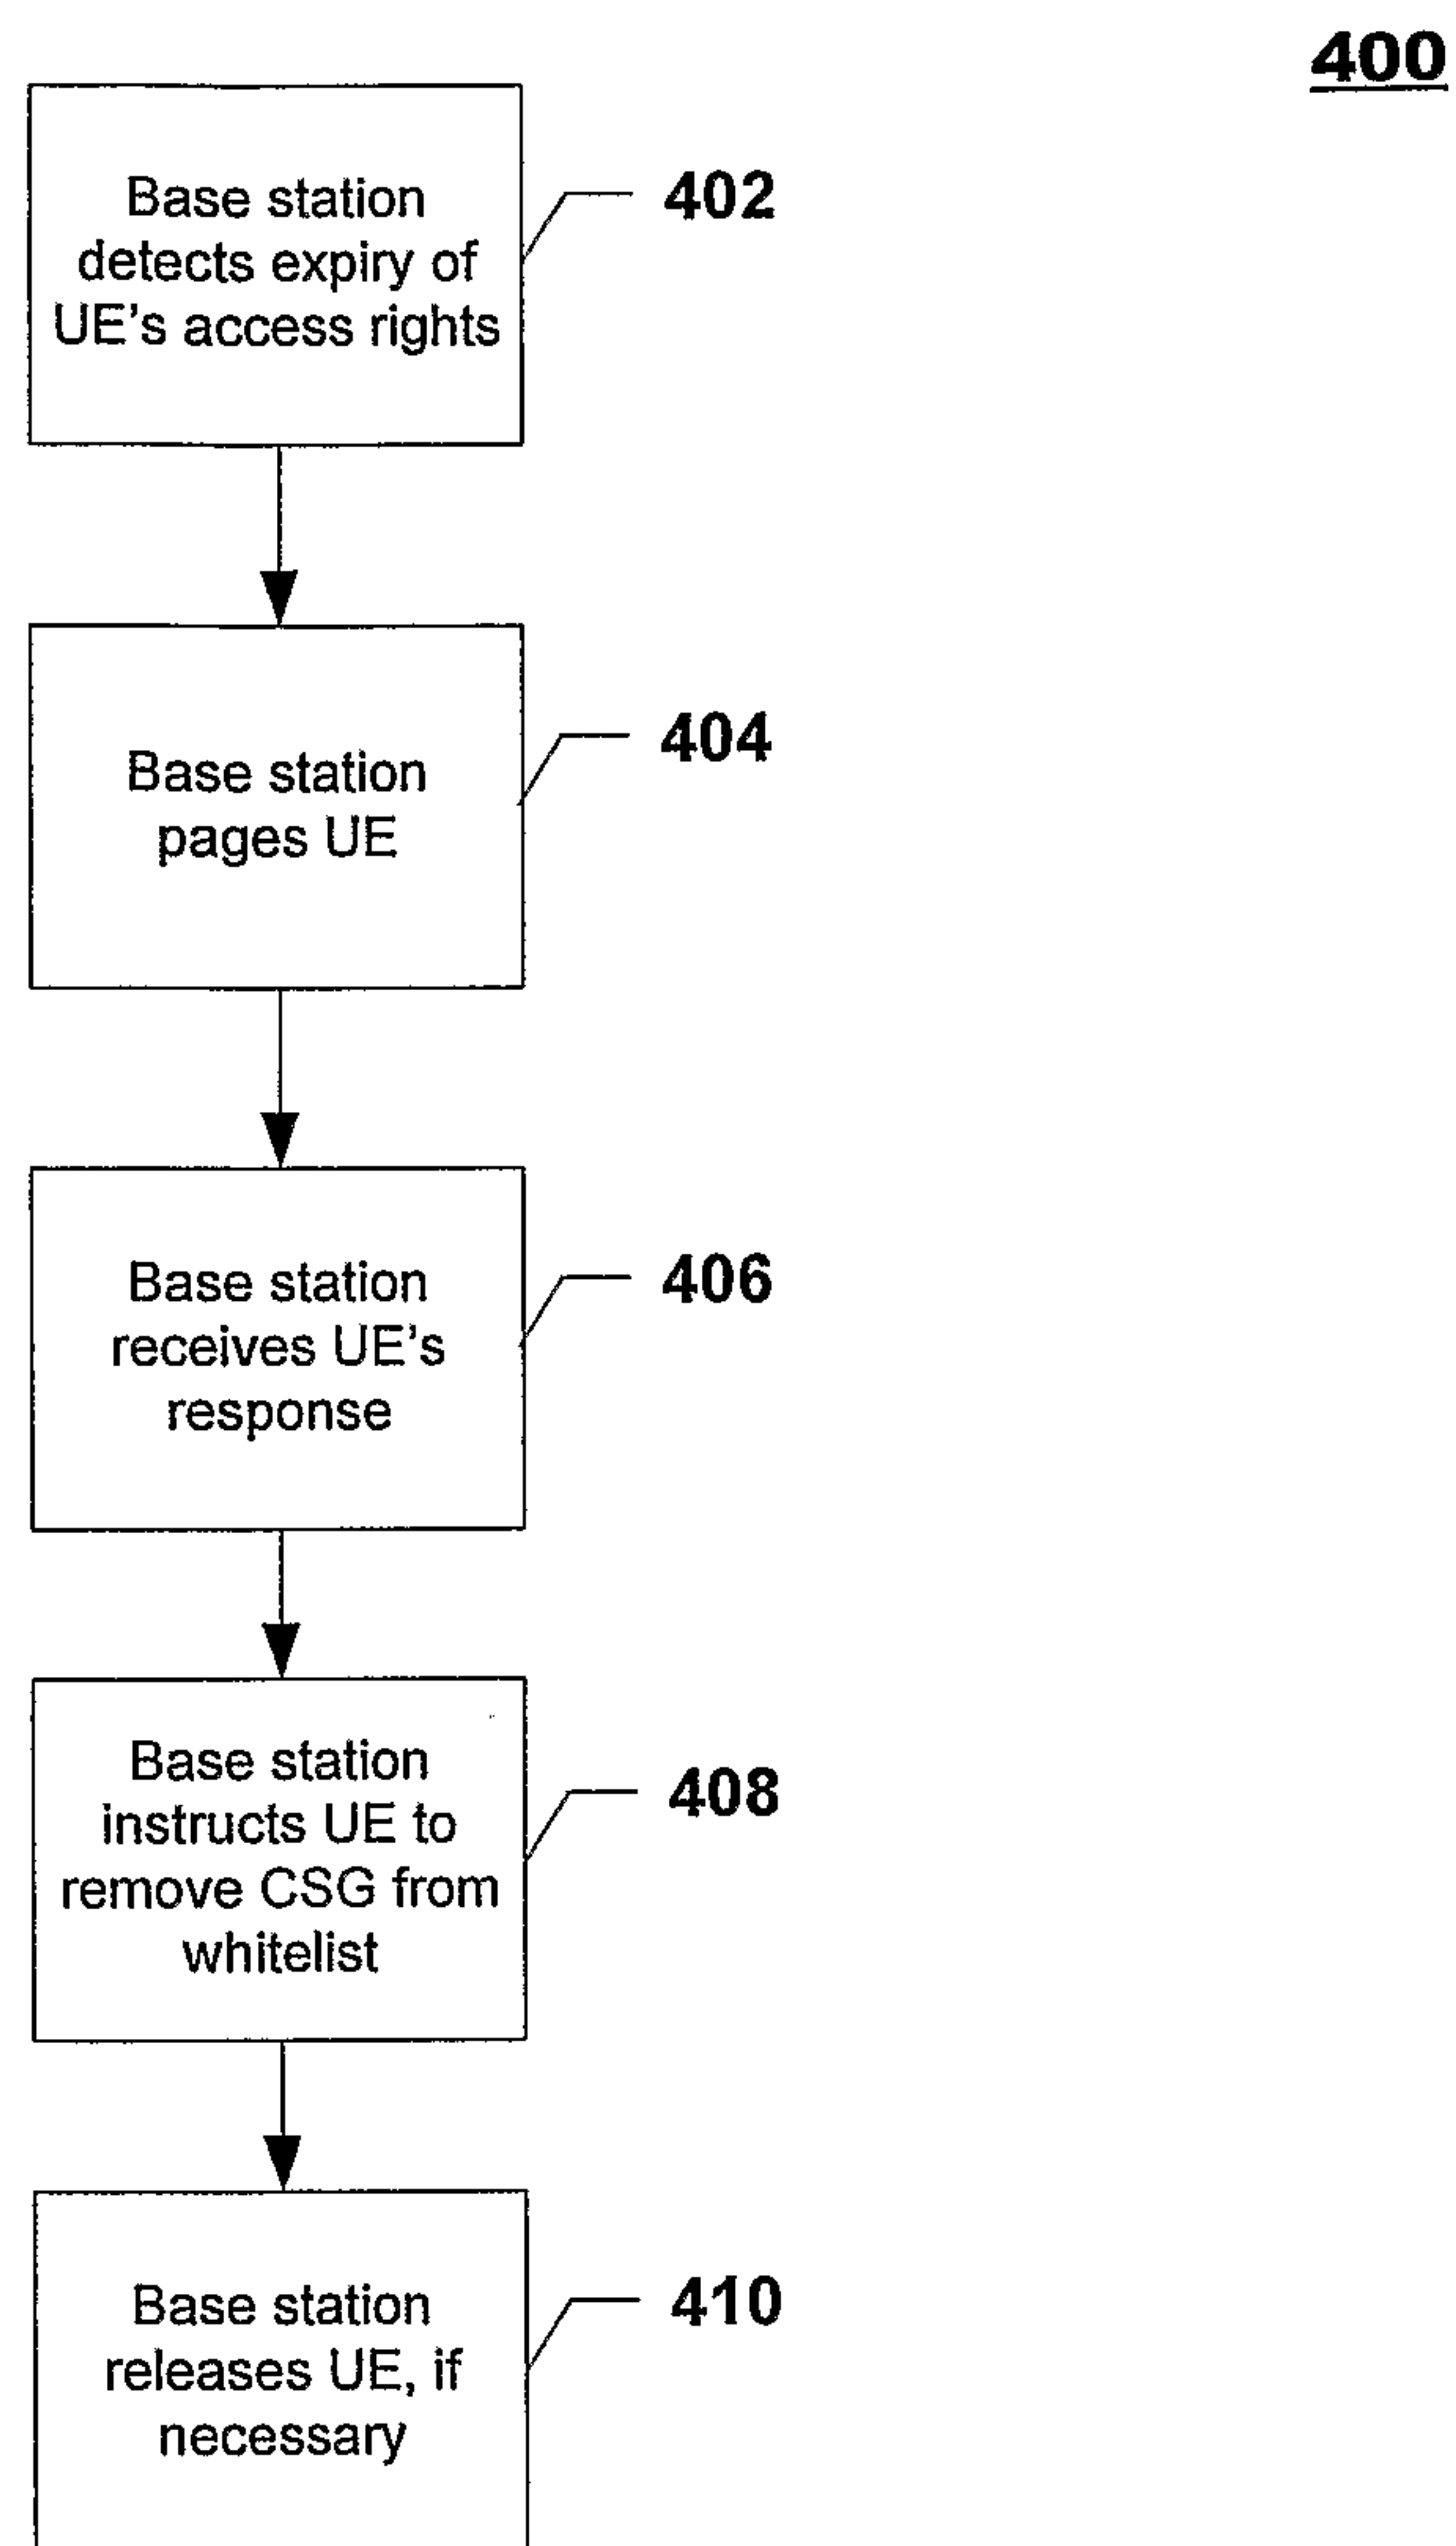 400
Base station
detects expiry of
UE's access rights
402
Base station
pages UE
404
Base station
receives UE's
response
406
Base station
instructs UE to
remove CSG from
whitelist
408
Base station
releases UE, if
necessary
410